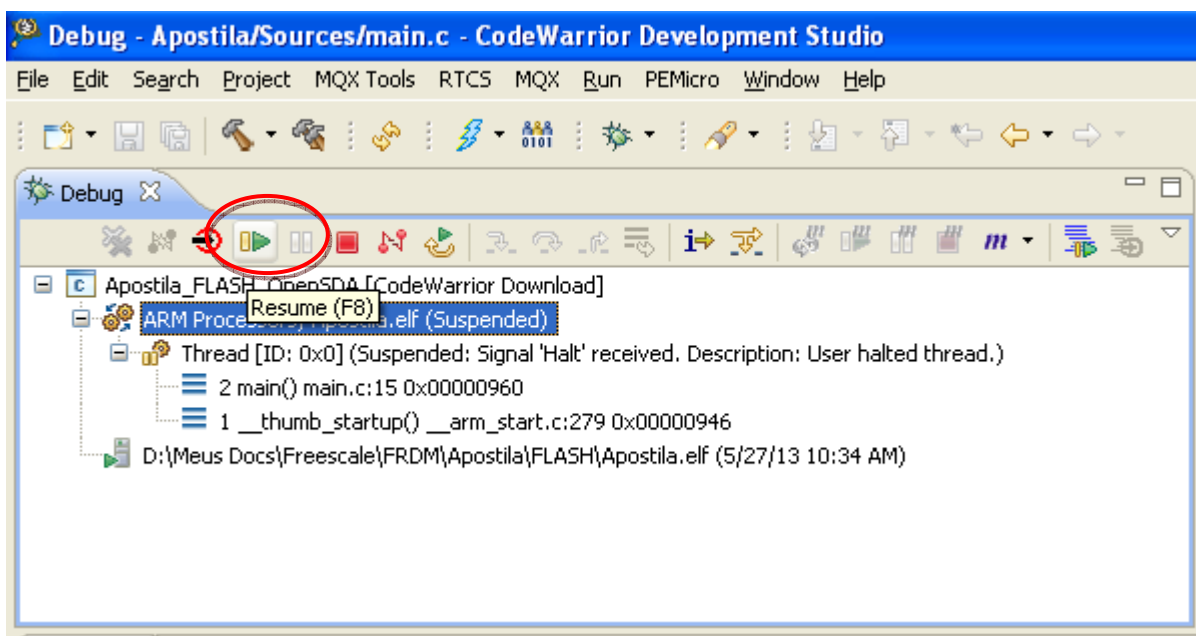 Debug - Apostila/Sources/main.c - CodeWarrior Development Studio
File Edit Search Project MQX Tools RTCS MQX Run PEMicro Window Help
0101
Debug
i m
C Apostila_FLASH_OpenSDA [CodeWarrior Download]
Resume (F8)
ARM Processors, Apostila.elf (Suspended)
Thread [ID: 0x0] (Suspended: Signal 'Halt' received. Description: User halted thread.)
2 main() main.c:15 0x00000960
1 __thumb_startup() __arm_start.c:279 0x00000946
D:\Meus Docs\Freescale\FRDM\Apostila\FLASH\Apostila.elf (5/27/13 10:34 AM)